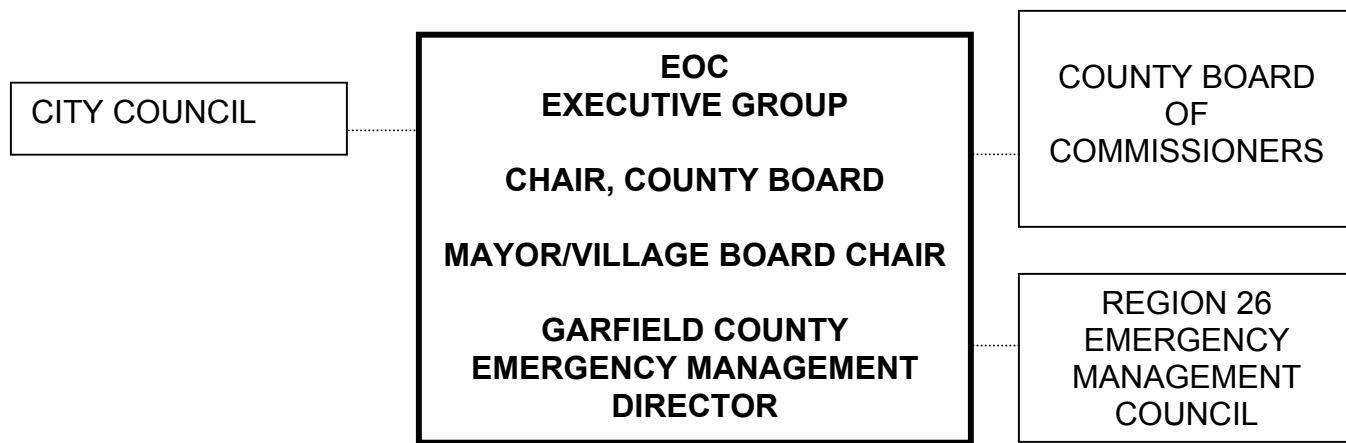 CITY COUNCIL
EOC
EXECUTIVE GROUP
CHAIR, COUNTY BOARD
MAYOR/VILLAGE BOARD CHAIR
GARFIELD COUNTY
EMERGENCY MANAGEMENT
DIRECTOR
COUNTY BOARD
OF
COMMISSIONERS
REGION 26
EMERGENCY
MANAGEMENT
COUNCIL